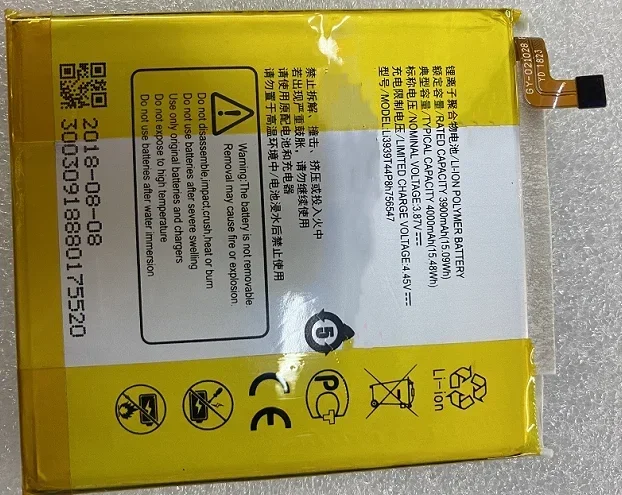 锂离子聚合物电池/LI-ION POLYMER BATTERY
额定容量/RATED CAPACITY 3900mAh(15.09Wh)
典型容量/TYPICAL CAPACITY 4000mAh(15.48Wh)
标称电压/NOMINAL VOLTAGE:3.87V⎓
充电限制电压/LIMITED CHARGE VOLTAGE:4.45V⎓
型号/MODEL:Li3939T44P8h756547
禁止拆解、撞击、挤压或投入火中
若出现严重鼓胀，请勿继续使用
请使用原配电池和充电器
请勿置于高温环境中/电池浸水后禁止使用
Warning:The battery is not removable
Removal may cause fire or explosion.
Do not disassemble,impact,crush,heat or burn
Do not use batteries after severe swelling
Use only original batteries and chargers
Do not expose to high temperature
Do not use batteries after water immersion
2018-08-08
300309188880175520
5
Li-ion
PC
CE
GY-D-0121028
TD 1823